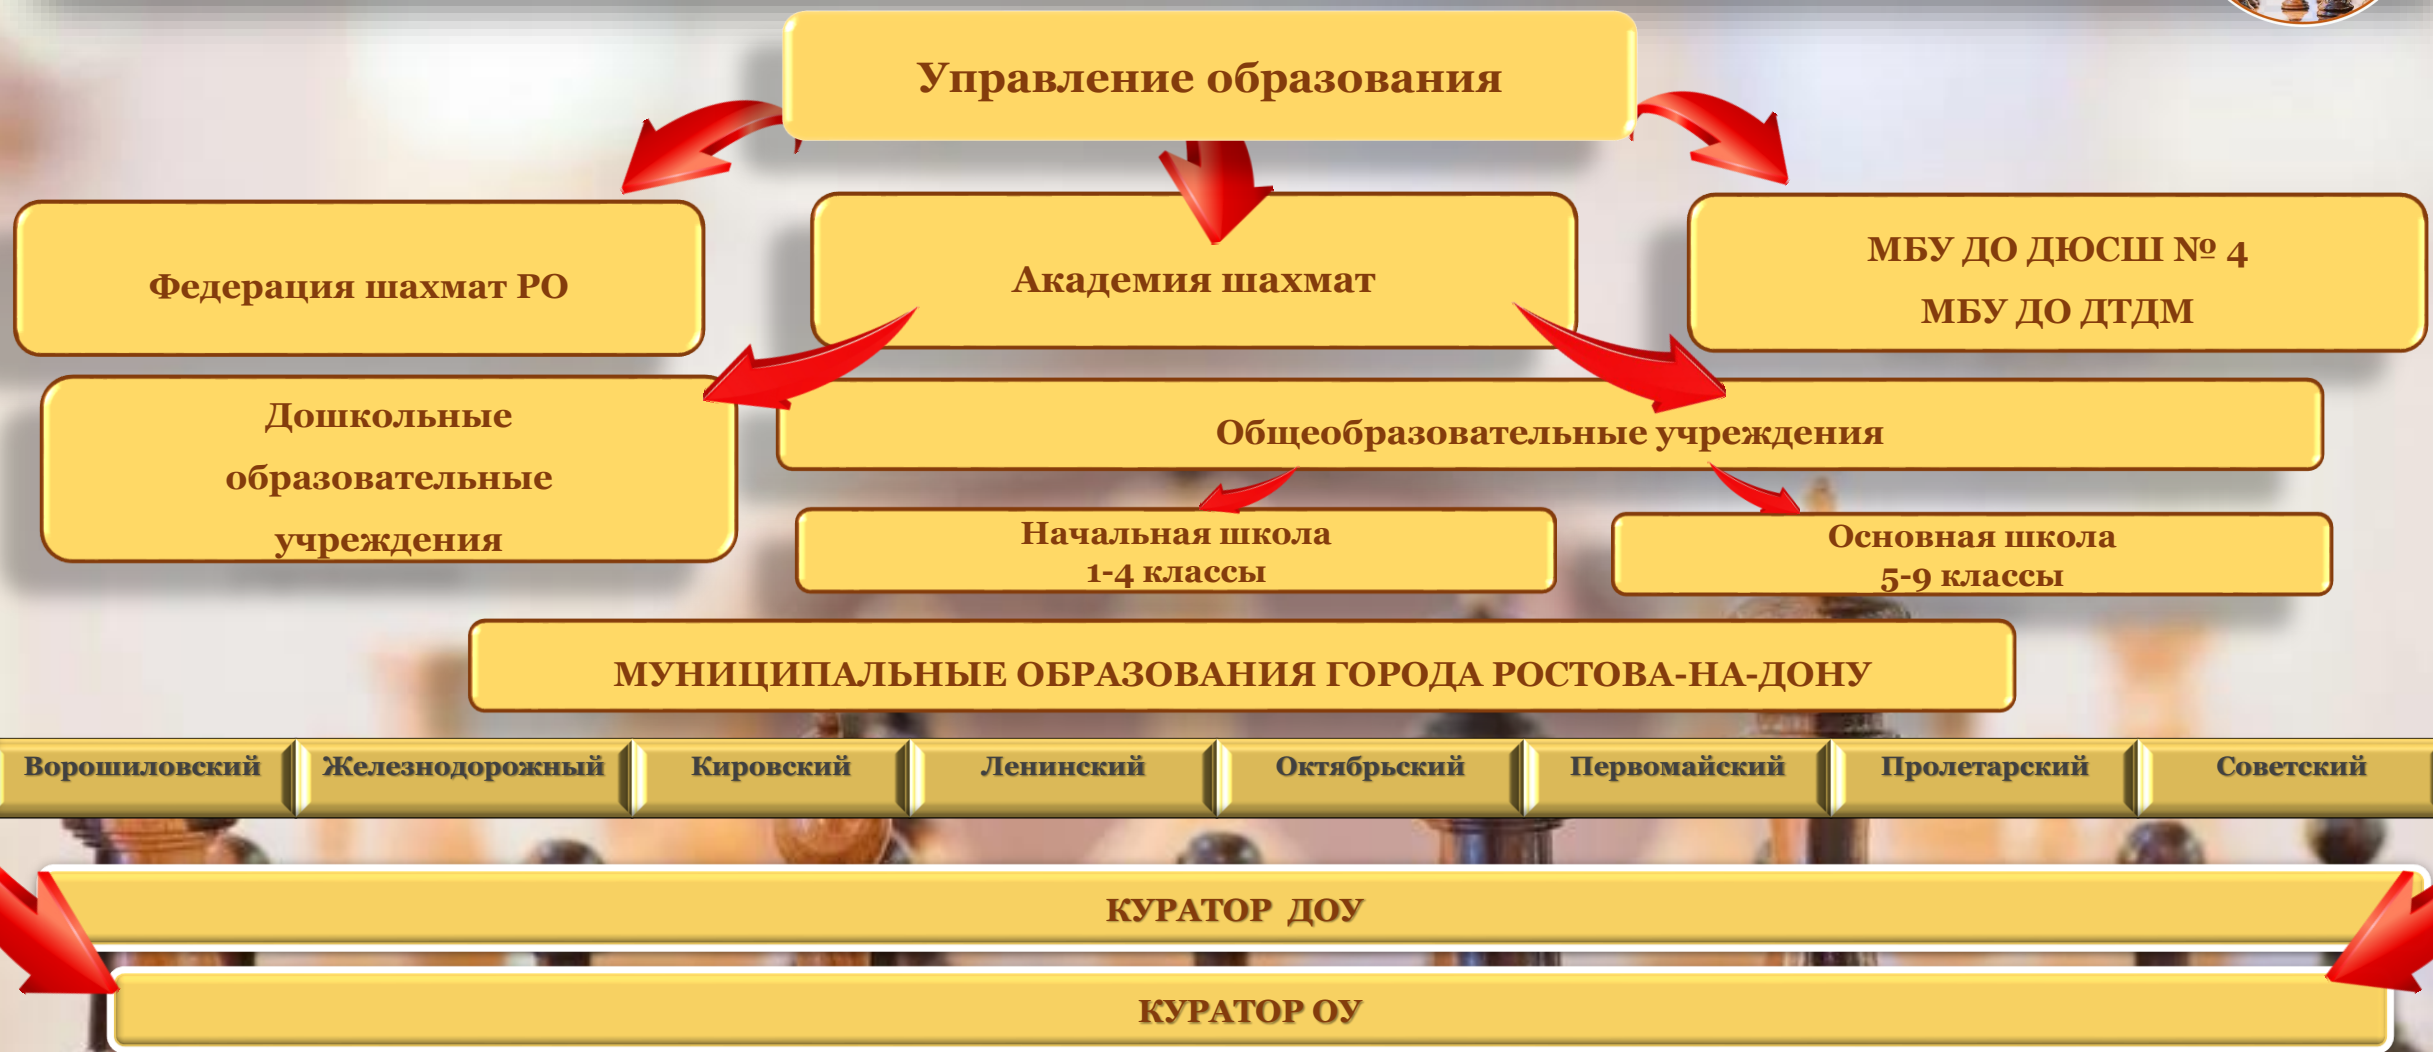 Управление образования
Федерация шахмат РО
Академия шахмат
МБУ ДО ДЮСШ № 4
МБУ ДО ДТДМ
Дошкольные
образовательные
учреждения
Общеобразовательные учреждения
Начальная школа
1-4 классы
Основная школа
5-9 классы
МУНИЦИПАЛЬНЫЕ ОБРАЗОВАНИЯ ГОРОДА РОСТОВА-НА-ДОНУ
Ворошиловский
Железнодорожный
Кировский
Ленинский
Октябрьский
Первомайский
Пролетарский
Советский
КУРАТОР ДОУ
КУРАТОР ОУ